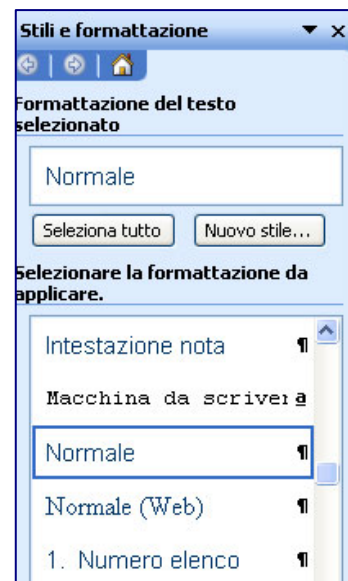 Stili e formattazione
Formattazione del testo
selezionato
Normale
Seleziona tutto Nuovo stile...
Selezionare la formattazione da
applicare.
Intestazione nota ¶
Macchina da scriver a
Normale ¶
Normale (Web) ¶
1. Numero elenco ¶